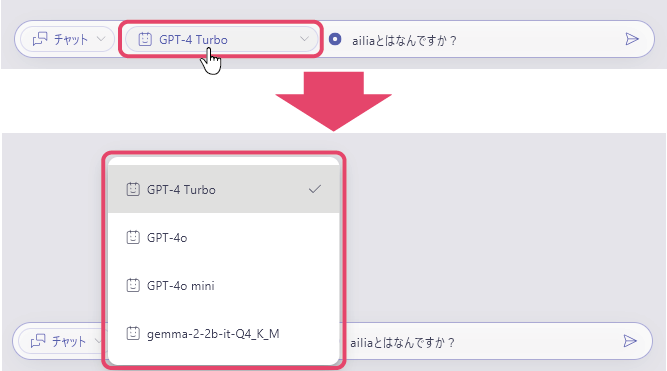 チャット
GPT-4 Turbo
ailiaとはなんですか？
GPT-4 Turbo
GPT-4o
GPT-4o mini
gemma-2-2b-it-Q4_K_M
チャット
ailiaとはなんですか？